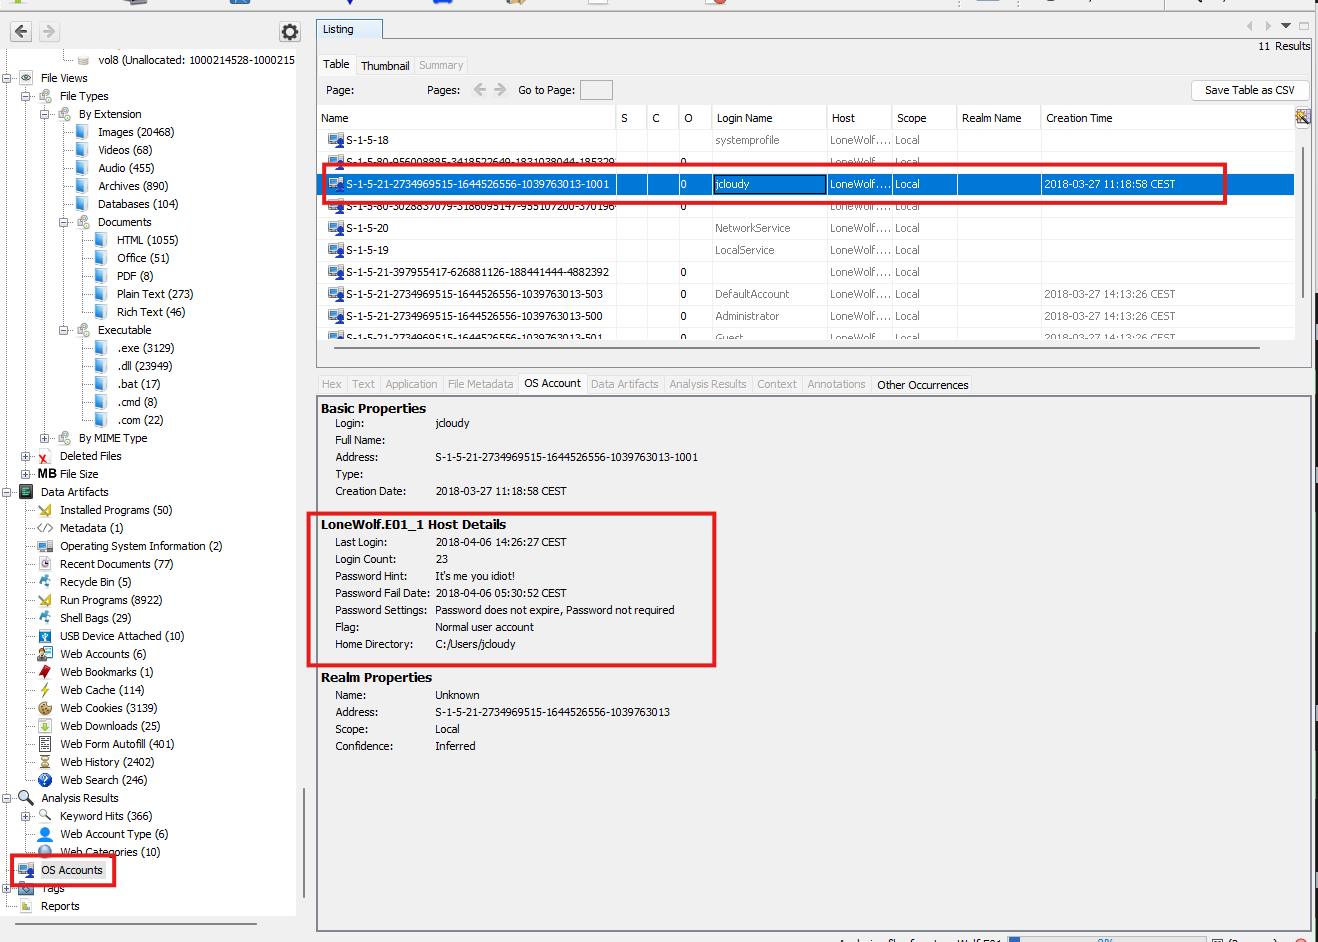 vol8 (Unallocated: 1000214528-1000215
File Views
File Types
By Extension
Images (20468)
Videos (68)
Audio (455)
Archives (890)
Databases (104)
Documents
HTML (1055)
Office (51)
PDF (8)
Plain Text (273)
Rich Text (46)
Executable
.exe (3129)
.dll (23949)
.bat (17)
.cmd (8)
.com (22)
By MIME Type
Deleted Files
MB File Size
Data Artifacts
Installed Programs (50)
Metadata (1)
Operating System Information (2)
Recent Documents (77)
Recycle Bin (5)
Run Programs (8922)
Shell Bags (29)
USB Device Attached (10)
Web Accounts (6)
Web Bookmarks (1)
Web Cache (114)
Web Cookies (3139)
Web Downloads (25)
Web Form Autofill (401)
Web History (2402)
Web Search (246)
Analysis Results
Keyword Hits (366)
Web Account Type (6)
Web Categories (10)
OS Accounts
Tags
Reports
Listing
11 Results
Table Thumbnail Summary
Page: Pages: Go to Page: Save Table as CSV
Name S C O Login Name Host Scope Realm Name Creation Time
S-1-5-18 systemprofile LoneWolf.... Local
S-1-5-80-956008885-3418522649-1831038044-185329 0 LoneWolf.... Local
S-1-5-21-2734969515-1644526556-1039763013-1001 0 jcloudy LoneWolf.... Local 2018-03-27 11:18:58 CEST
S-1-5-80-3028837079-3186095147-955107200-370196 0 LoneWolf.... Local
S-1-5-20 NetworkService LoneWolf.... Local
S-1-5-19 LocalService LoneWolf.... Local
S-1-5-21-397955417-626881126-188441444-4882392 0 LoneWolf.... Local
S-1-5-21-2734969515-1644526556-1039763013-503 0 DefaultAccount LoneWolf.... Local 2018-03-27 14:13:26 CEST
S-1-5-21-2734969515-1644526556-1039763013-500 0 Administrator LoneWolf.... Local 2018-03-27 14:13:26 CEST
S-1-5-21-2734969515-1644526556-1039763013-501 0 Guest LoneWolf.... Local 2018-03-27 14:13:26 CEST
Hex Text Application File Metadata OS Account Data Artifacts Analysis Results Context Annotations Other Occurrences
Basic Properties
Login: jcloudy
Full Name:
Address: S-1-5-21-2734969515-1644526556-1039763013-1001
Type:
Creation Date: 2018-03-27 11:18:58 CEST
LoneWolf.E01_1 Host Details
Last Login: 2018-04-06 14:26:27 CEST
Login Count: 23
Password Hint: It's me you idiot!
Password Fail Date: 2018-04-06 05:30:52 CEST
Password Settings: Password does not expire, Password not required
Flag: Normal user account
Home Directory: C:/Users/jcloudy
Realm Properties
Name: Unknown
Address: S-1-5-21-2734969515-1644526556-1039763013
Scope: Local
Confidence: Inferred